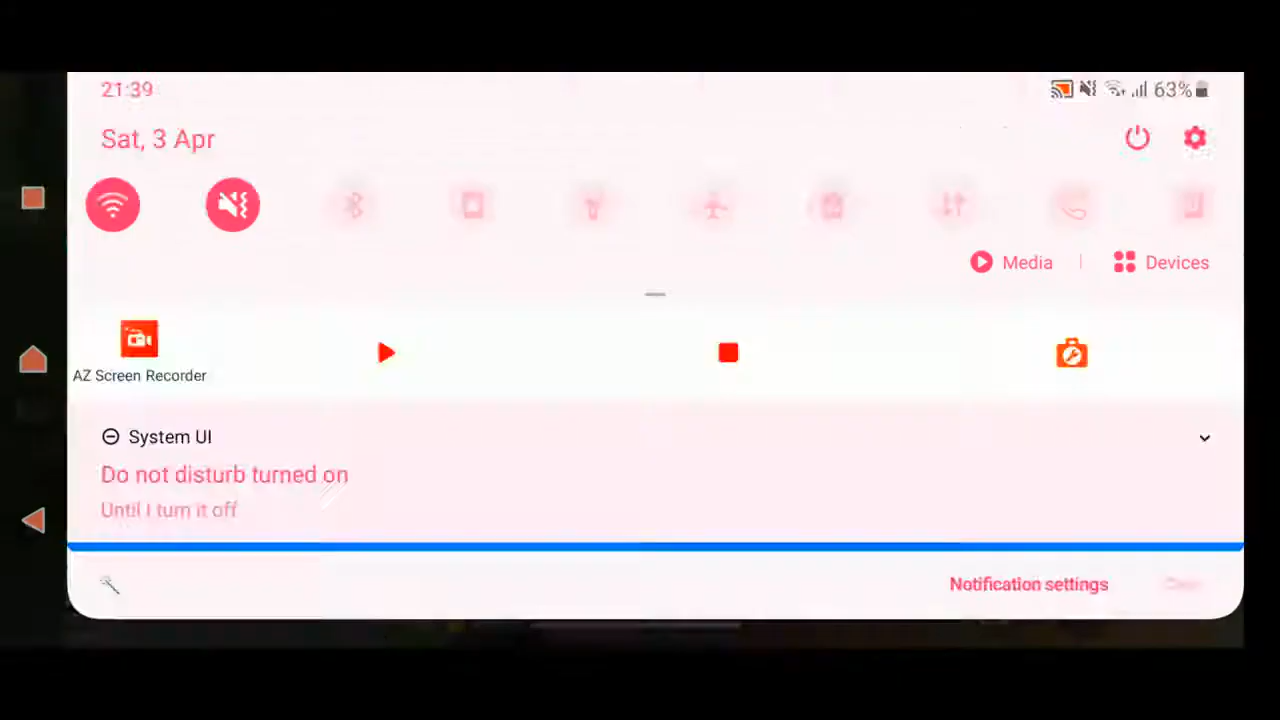 21:39
63%
Sat, 3 Apr
Media
Devices
AZ Screen Recorder
System UI
Do not disturb turned on
Until I turn it off
Notification settings
Clear